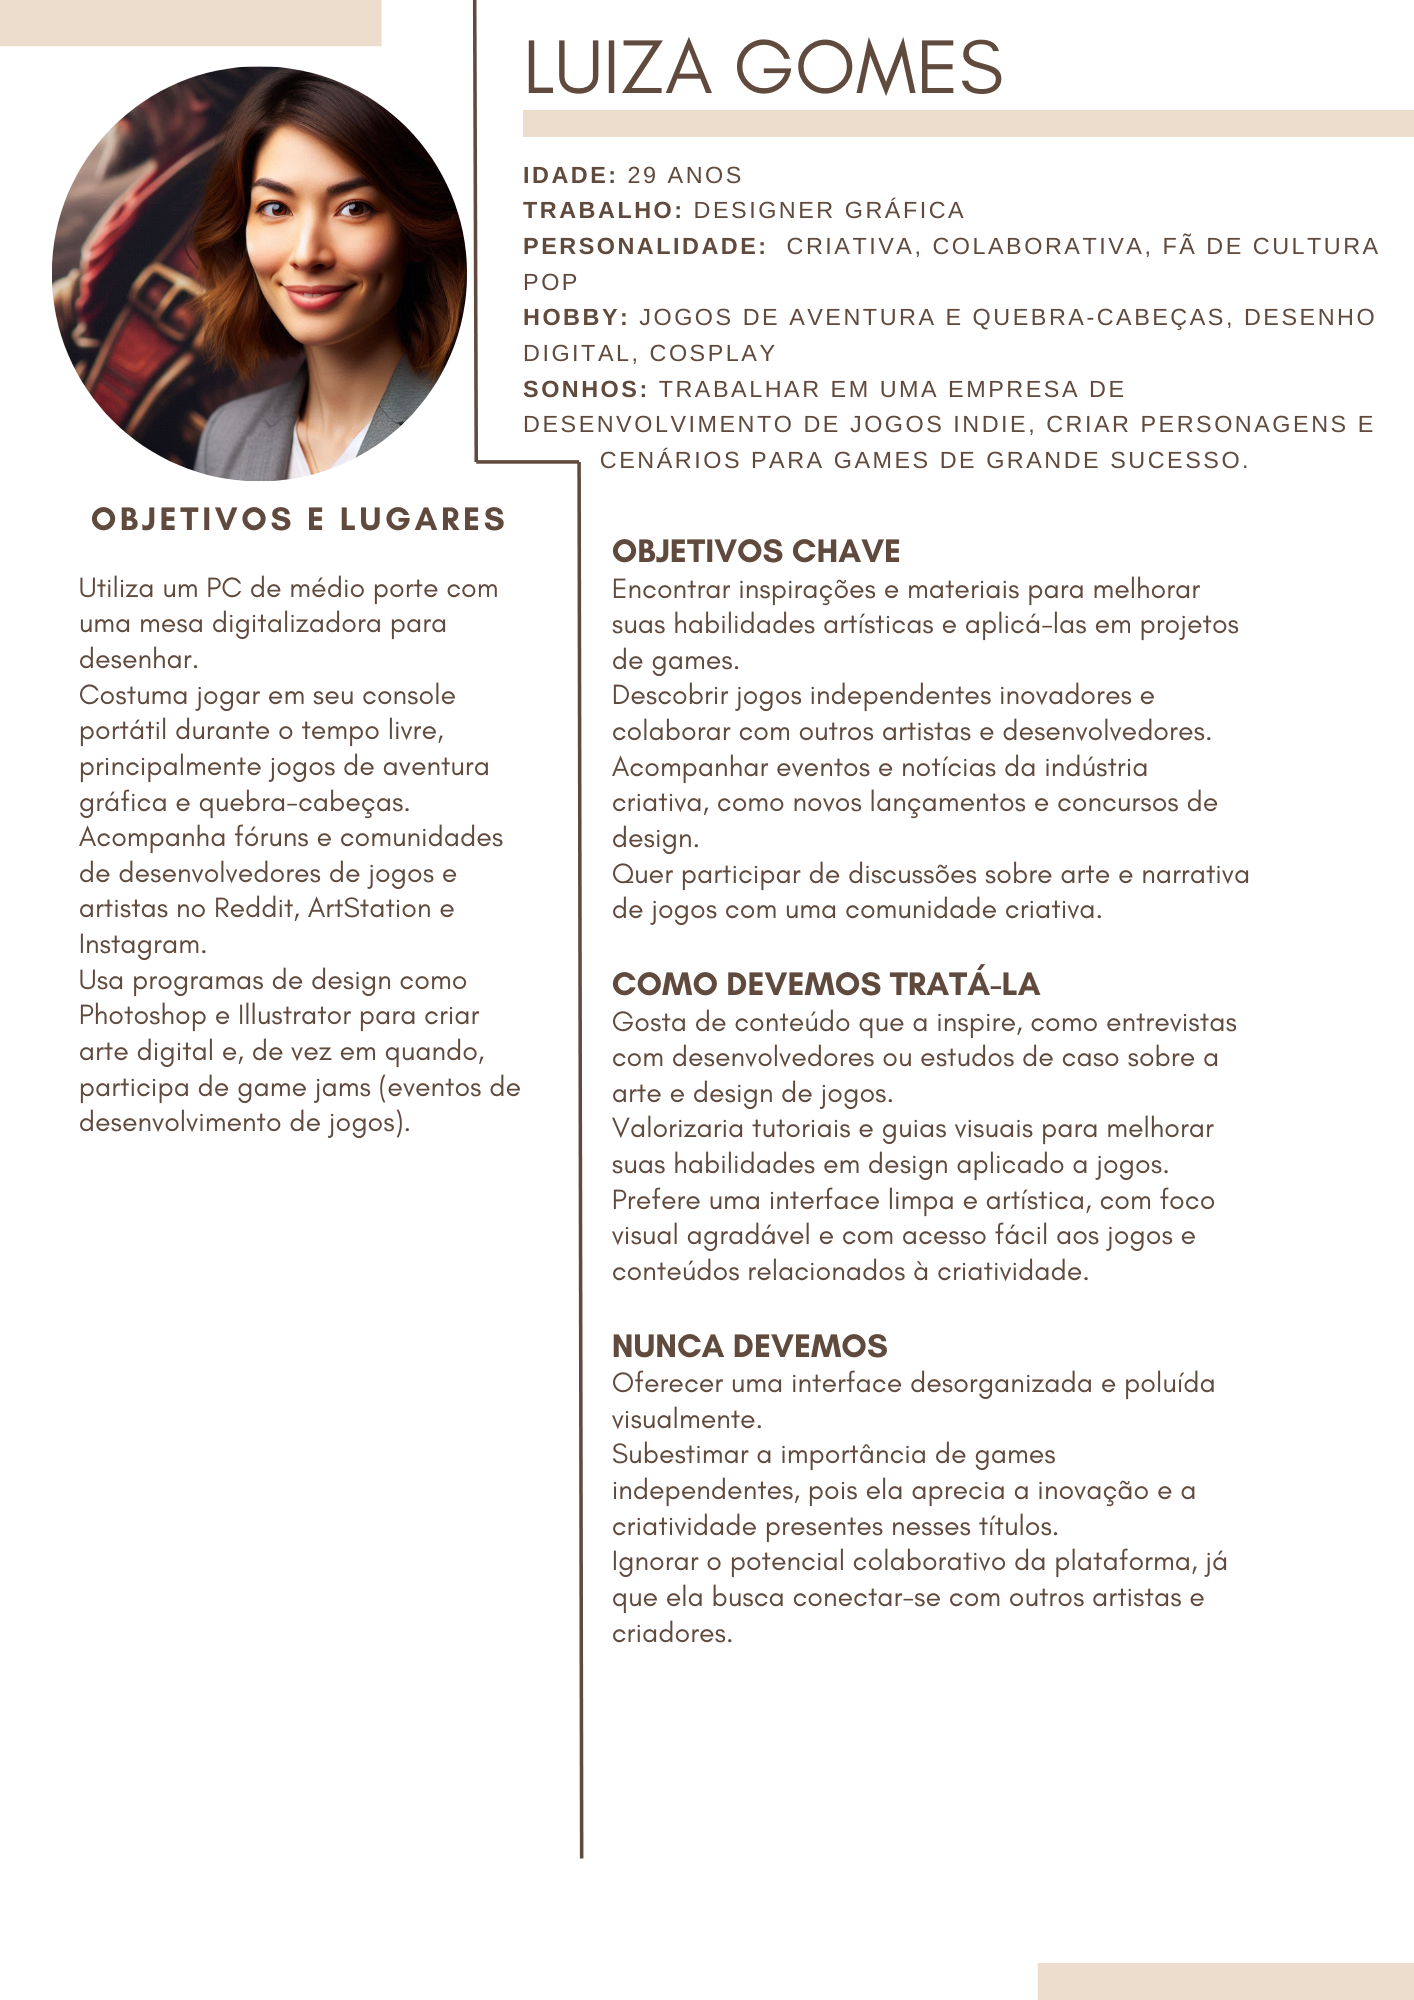 LUIZA GOMES
IDADE: 29 ANOS
TRABALHO: DESIGNER GRÁFICA
PERSONALIDADE: CRIATIVA, COLABORATIVA, FÃ DE CULTURA
POP
HOBBY: JOGOS DE AVENTURA E QUEBRA-CABEÇAS, DESENHO
DIGITAL, COSPLAY
SONHOS: TRABALHAR EM UMA EMPRESA DE
DESENVOLVIMENTO DE JOGOS INDIE, CRIAR PERSONAGENS E
CENÁRIOS PARA GAMES DE GRANDE SUCESSO.
OBJETIVOS E LUGARES
Utiliza um PC de médio porte com
uma mesa digitalizadora para
desenhar.
Costuma jogar em seu console
portátil durante o tempo livre,
principalmente jogos de aventura
gráfica e quebra-cabeças.
Acompanha fóruns e comunidades
de desenvolvedores de jogos e
artistas no Reddit, ArtStation e
Instagram.
Usa programas de design como
Photoshop e Illustrator para criar
arte digital e, de vez em quando,
participa de game jams (eventos de
desenvolvimento de jogos).
OBJETIVOS CHAVE
Encontrar inspirações e materiais para melhorar
suas habilidades artísticas e aplicá-las em projetos
de games.
Descobrir jogos independentes inovadores e
colaborar com outros artistas e desenvolvedores.
Acompanhar eventos e notícias da indústria
criativa, como novos lançamentos e concursos de
design.
Quer participar de discussões sobre arte e narrativa
de jogos com uma comunidade criativa.
COMO DEVEMOS TRATÁ-LA
Gosta de conteúdo que a inspire, como entrevistas
com desenvolvedores ou estudos de caso sobre a
arte e design de jogos.
Valorizaria tutoriais e guias visuais para melhorar
suas habilidades em design aplicado a jogos.
Prefere uma interface limpa e artística, com foco
visual agradável e com acesso fácil aos jogos e
conteúdos relacionados à criatividade.
NUNCA DEVEMOS
Oferecer uma interface desorganizada e poluída
visualmente.
Subestimar a importância de games
independentes, pois ela aprecia a inovação e a
criatividade presentes nesses títulos.
Ignorar o potencial colaborativo da plataforma, já
que ela busca conectar-se com outros artistas e
criadores.